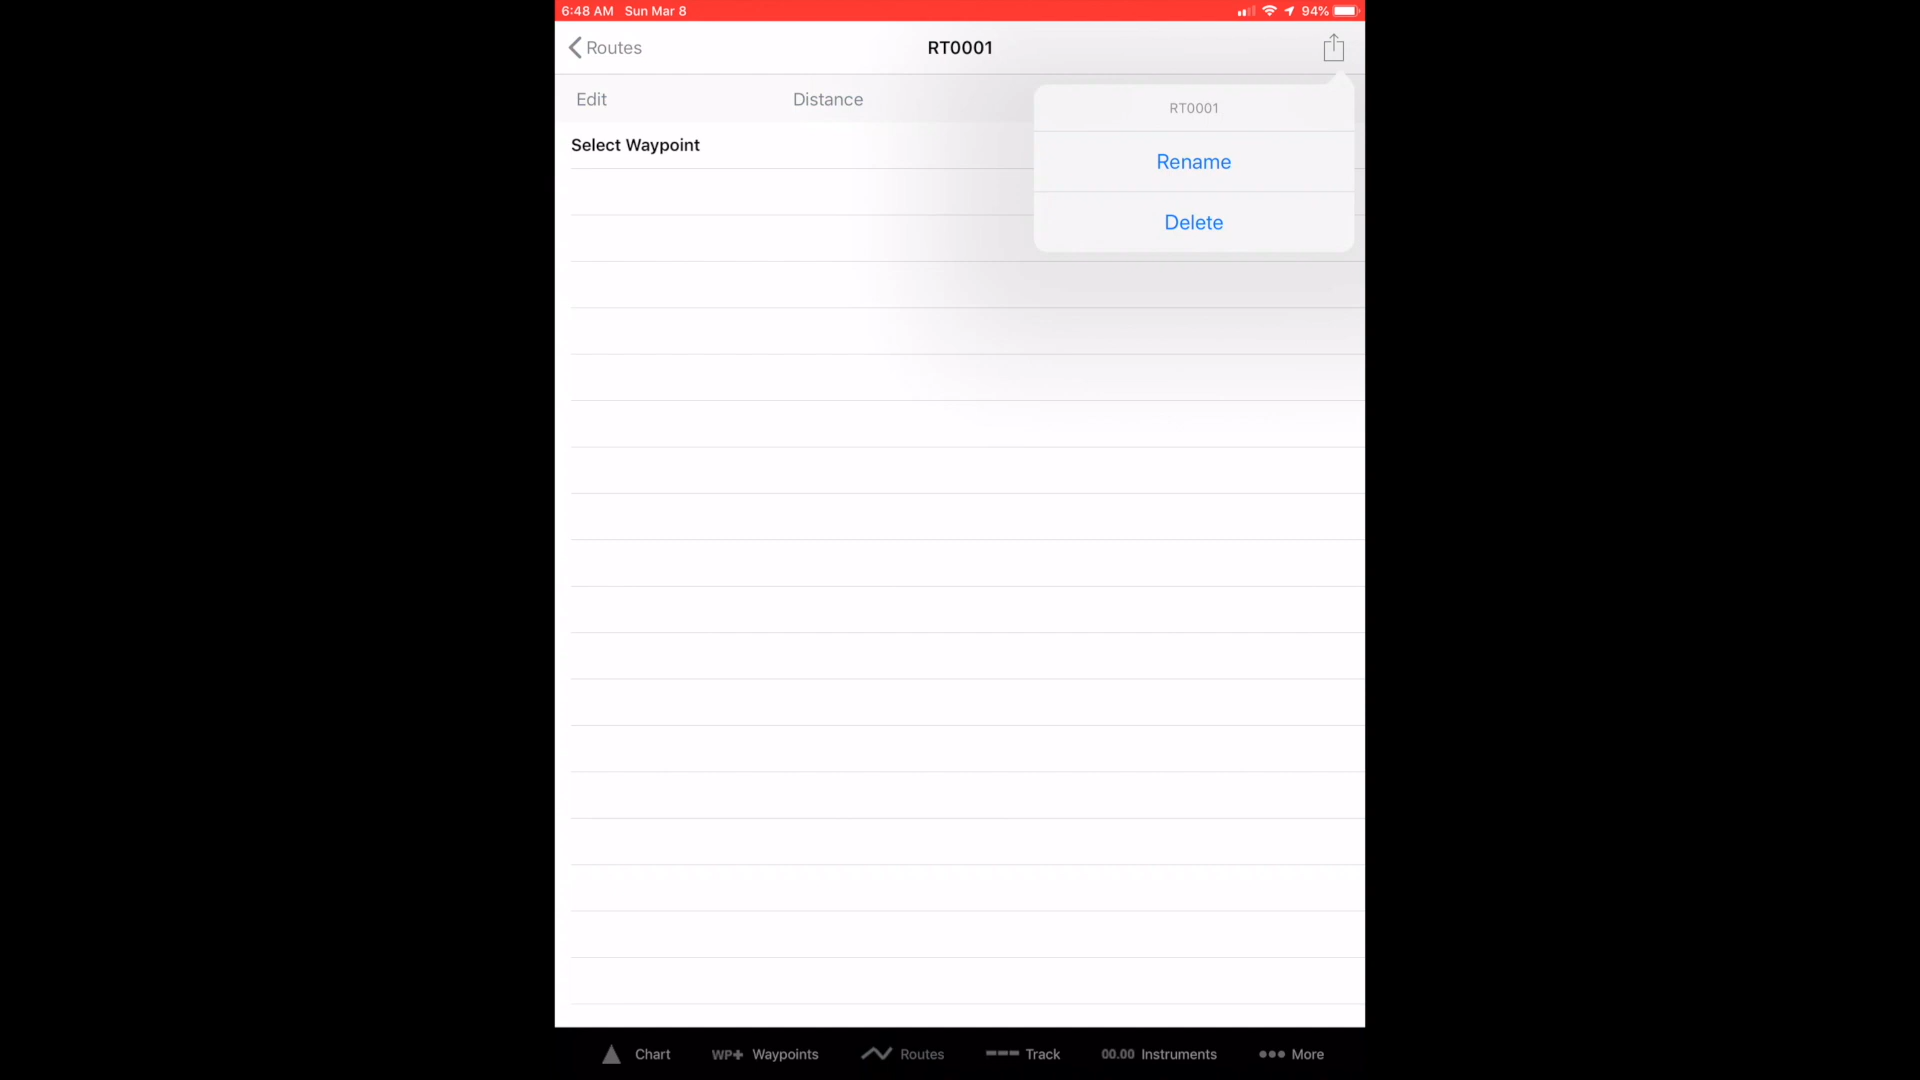 6:48 AM Sun Mar 8 94%
Routes RT0001
Edit Distance
RT0001
Select Waypoint
Rename
Delete
Chart WP+ Waypoints Routes Track 00.00 Instruments More